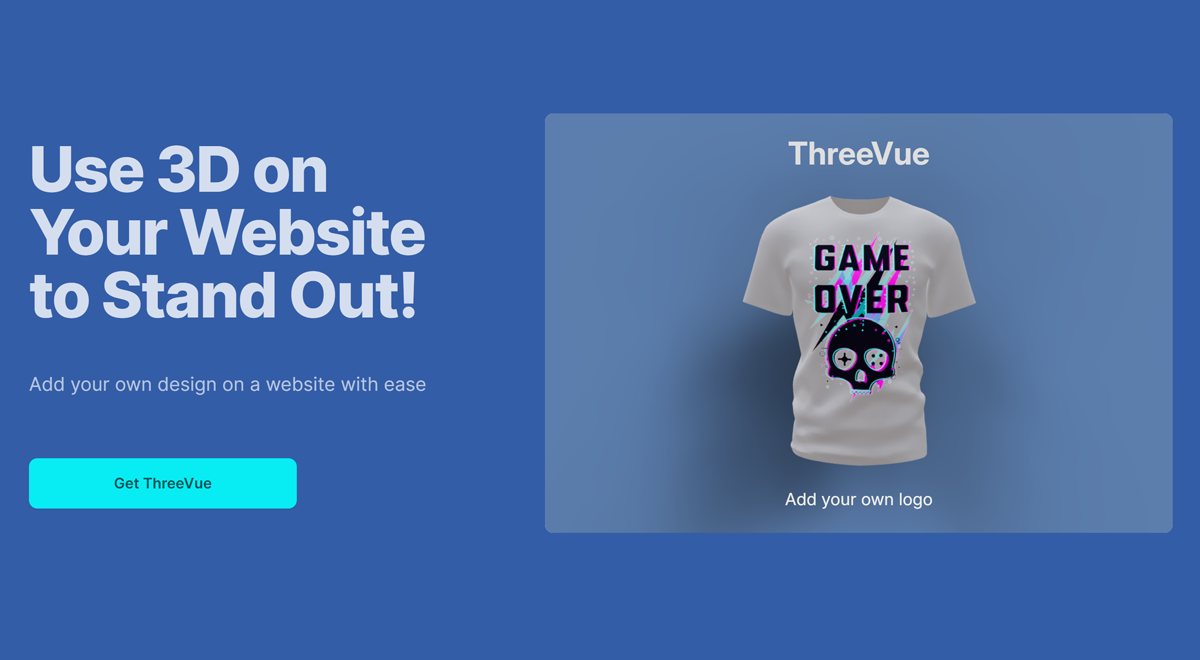 Use 3D on
Your Website
to Stand Out!
Add your own design on a website with ease
Get ThreeVue
ThreeVue
GAME
OVER
Add your own logo